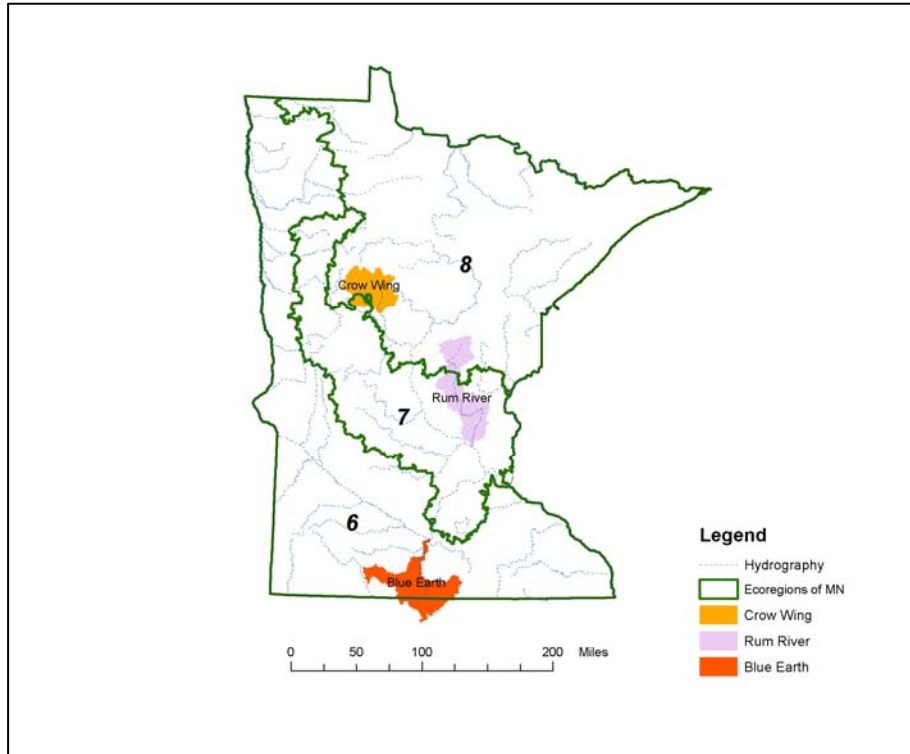 8
Crow Wing
Rum River
7
6
Blue Earth
Legend
Hydrography
Ecoregions of MN
Crow Wing
Rum River
Blue Earth
0 50 100 200 Miles